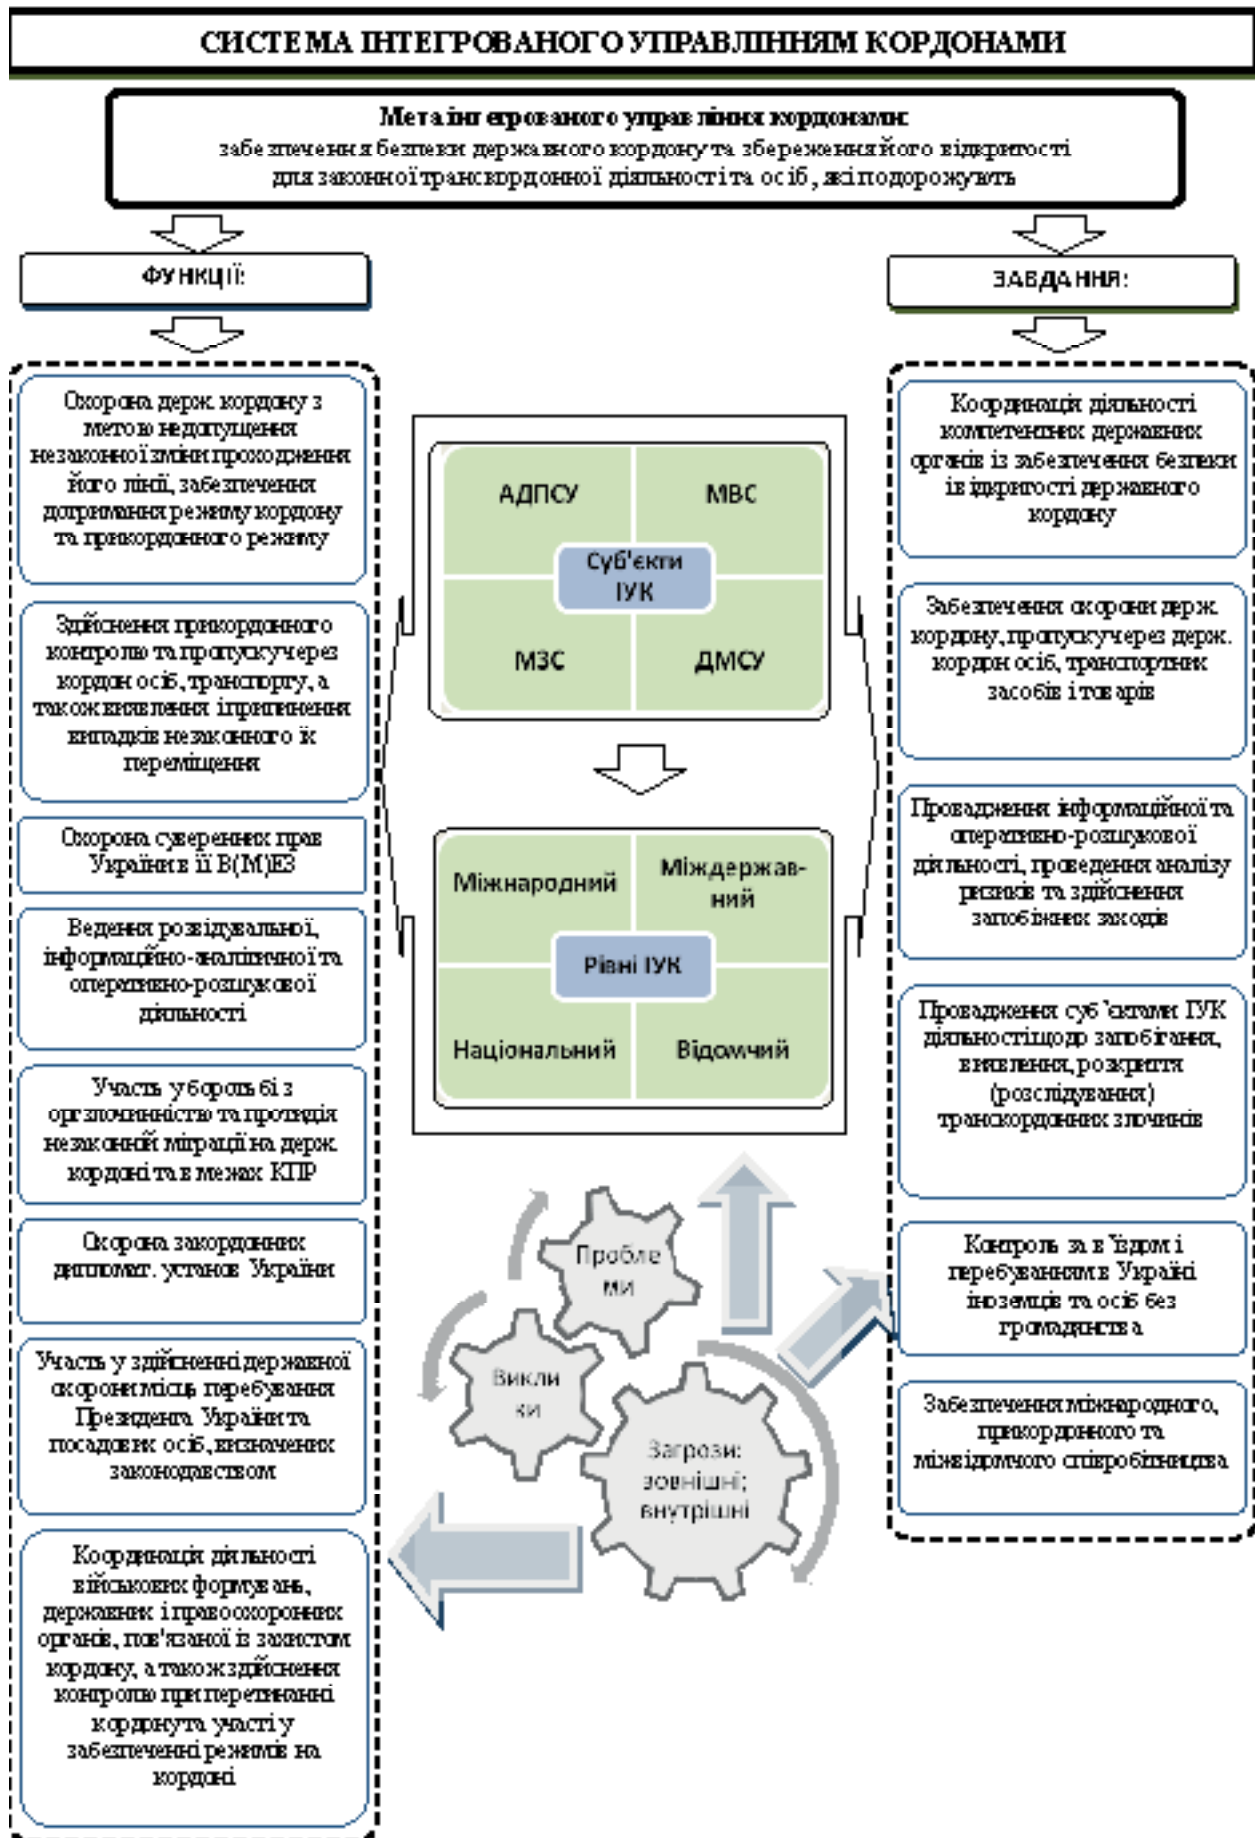 СИСТЕМА ІНТЕГРОВАНОГО УПРАВЛІННЯМ КОРДОНАМИ
Мета інтегрованого управління кордонами:
забезпечення безпеки державного кордону та збереження його відкритості
для законної транскордонної діяльності та осіб, які подорожують
ФУНКЦІЇ:
Охорона держ. кордону з
метою недопущення
незаконної зміни проходження
його лінії, забезпечення
дотримання режиму кордону
та прикордонного режиму
Здійснення прикордонного
контролю та пропуску через
кордон осіб, транспорту, а
також виявлення і припинення
випадків незаконного їх
переміщення
Охорона суверенних прав
України в її В(М)ЕЗ
Ведення розвідувальної,
інформаційно-аналітичної та
оперативно-розшукової
діяльності
Участь у боротьбі із
оргзлочинністю та протидія
незаконній міграції на держ.
кордоні та в межах КПР
Охорона закордонних
дипломат. установ України
Участь у здійсненні державної
охорони місць перебування
Президента України та
посадових осіб, визначених
законодавством
Координація діяльності
військових формувань,
державних і правоохоронних
органів, пов'язаної із захистом
кордону, а також здійснення
контролю при перетинанні
кордону та участі у
забезпеченні режимів на
кордоні
АДПСУ
МВС
Суб'єкти
ІУК
МЗС
ДМСУ
Міжнародний
Міждержав-
ний
Рівні ІУК
Національний
Відомчий
Пробле
ми
Викли
ки
Загрози:
зовнішні;
внутрішні
ЗАВДАННЯ:
Координація діяльності
компетентних державних
органів із забезпечення безпеки
і відкритості державного
кордону
Забезпечення охорони держ.
кордону, пропуску через держ.
кордон осіб, транспортних
засобів і товарів
Провадження інформаційної та
оперативно-розшукової
діяльності, проведення аналізу
ризиків та здійснення
запобіжних заходів
Провадження суб'єктами ІУК
діяльності щодо запобігання,
виявлення, розкриття
(розслідування)
транскордонних злочинів
Контроль за в'їздом і
перебуванням в Україні
іноземців та осіб без
громадянства
Забезпечення міжнародного,
прикордонного та
міжвідомчого співробітництва